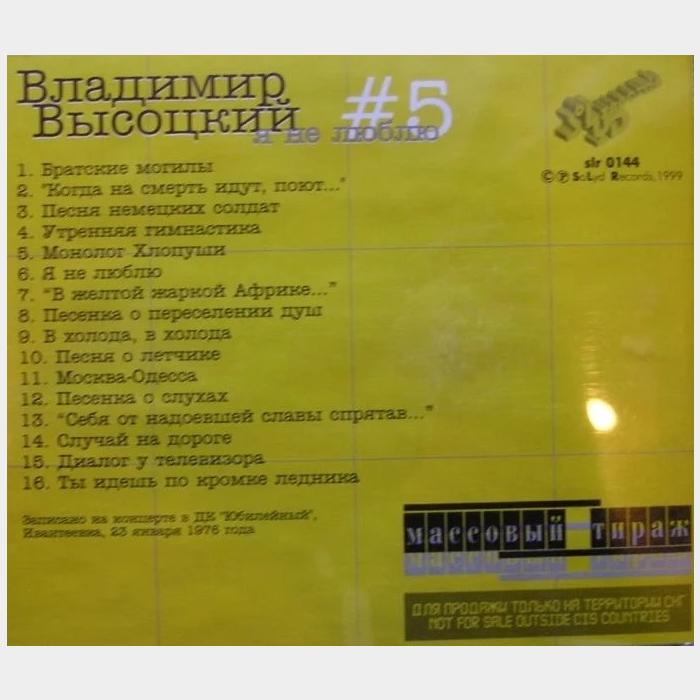 Владимир
Высоцкий #5
я не люблю
slr 0144
© ℗ SoLyd Records, 1999
1. Братские могилы
2. "Когда на смерть идут, поют..."
3. Песня немецких солдат
4. Утренняя гимнастика
5. Монолог Хлопуши
6. Я не люблю
7. "В желтой жаркой Африке..."
8. Песенка о переселении душ
9. В холода, в холода
10. Песня о летчике
11. Москва-Одесса
12. Песенка о слухах
13. "Себя от надоевшей славы спрятав..."
14. Случай на дороге
15. Диалог у телевизора
16. Ты идешь по кромке ледника
Записано на концерте в ДК "Юбилейный",
Ивантеевка, 23 января 1976 года
массовый тираж
массовый тираж
ДЛЯ ПРОДАЖИ ТОЛЬКО НА ТЕРРИТОРИИ СНГ
NOT FOR SALE OUTSIDE CIS COUNTRIES